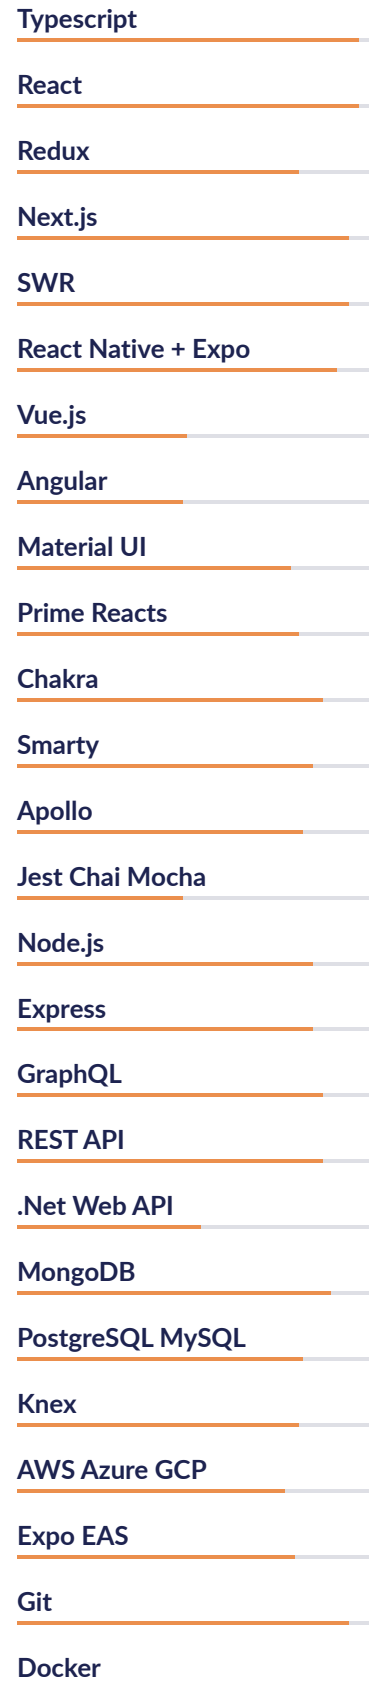 Typescript
React
Redux
Next.js
SWR
React Native + Expo
Vue.js
Angular
Material UI
Prime Reacts
Chakra
Smarty
Apollo
Jest Chai Mocha
Node.js
Express
GraphQL
REST API
.Net Web API
MongoDB
PostgreSQL MySQL
Knex
AWS Azure GCP
Expo EAS
Git
Docker